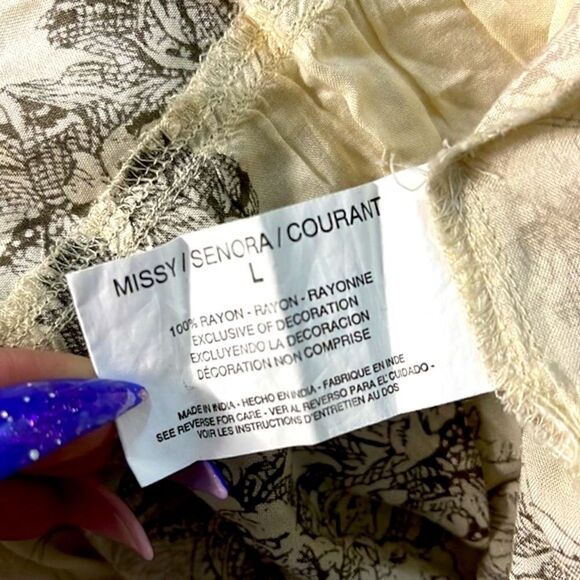 MISSY / SENORA / COURANT
L
100% RAYON - RAYON - RAYONNE
EXCLUSIVE OF DECORATION
EXCLUYENDO LA DECORACION
DÉCORATION NON COMPRISE
MADE IN INDIA - HECHO EN INDIA - FABRIQUE EN INDE
SEE REVERSE FOR CARE - VER AL REVERSO PARA EL CUIDADO -
VOIR LES INSTRUCTIONS D'ENTRETIEN AU DOS